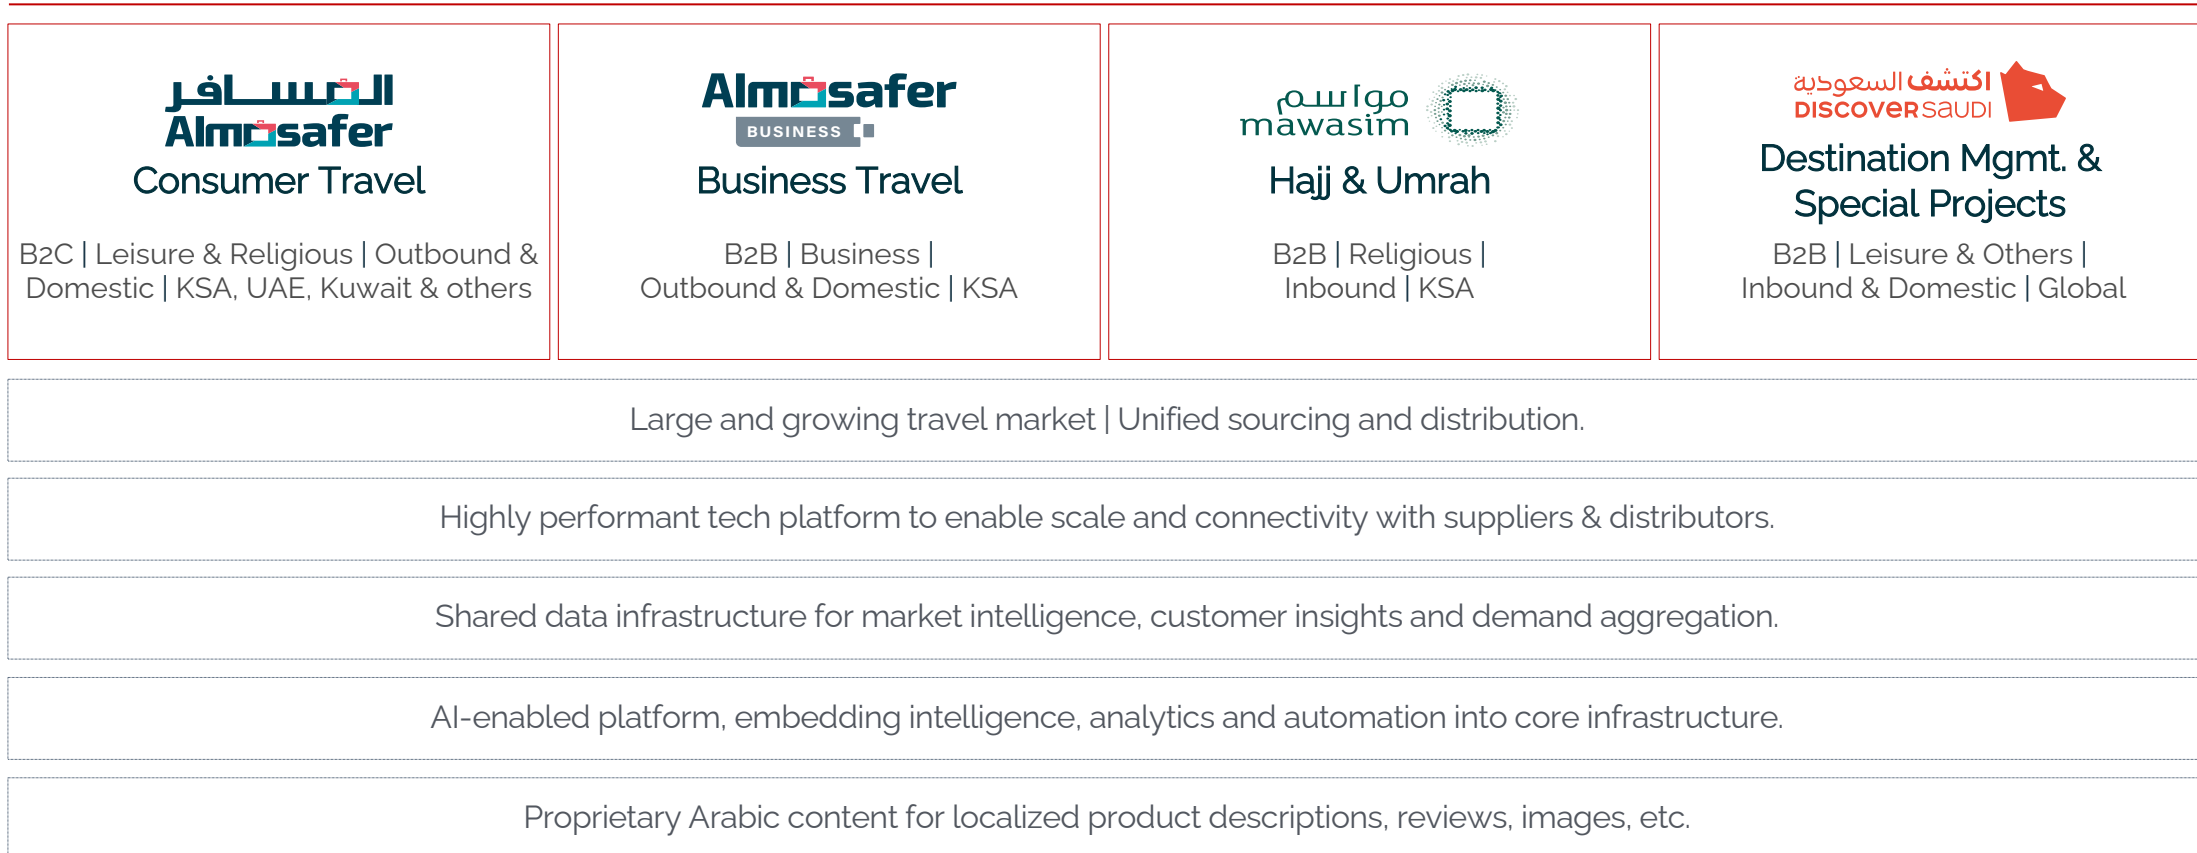 المسافر
Almosafer
Consumer Travel
B2C | Leisure & Religious | Outbound &
Domestic | KSA, UAE, Kuwait & others
Almosafer
BUSINESS
Business Travel
B2B | Business |
Outbound & Domestic | KSA
مواسم
mawasim
Hajj & Umrah
B2B | Religious |
Inbound | KSA
اكتشف السعودية
DISCOVER SAUDI
Destination Mgmt. &
Special Projects
B2B | Leisure & Others |
Inbound & Domestic | Global
Large and growing travel market | Unified sourcing and distribution.
Highly performant tech platform to enable scale and connectivity with suppliers & distributors.
Shared data infrastructure for market intelligence, customer insights and demand aggregation.
AI-enabled platform, embedding intelligence, analytics and automation into core infrastructure.
Proprietary Arabic content for localized product descriptions, reviews, images, etc.